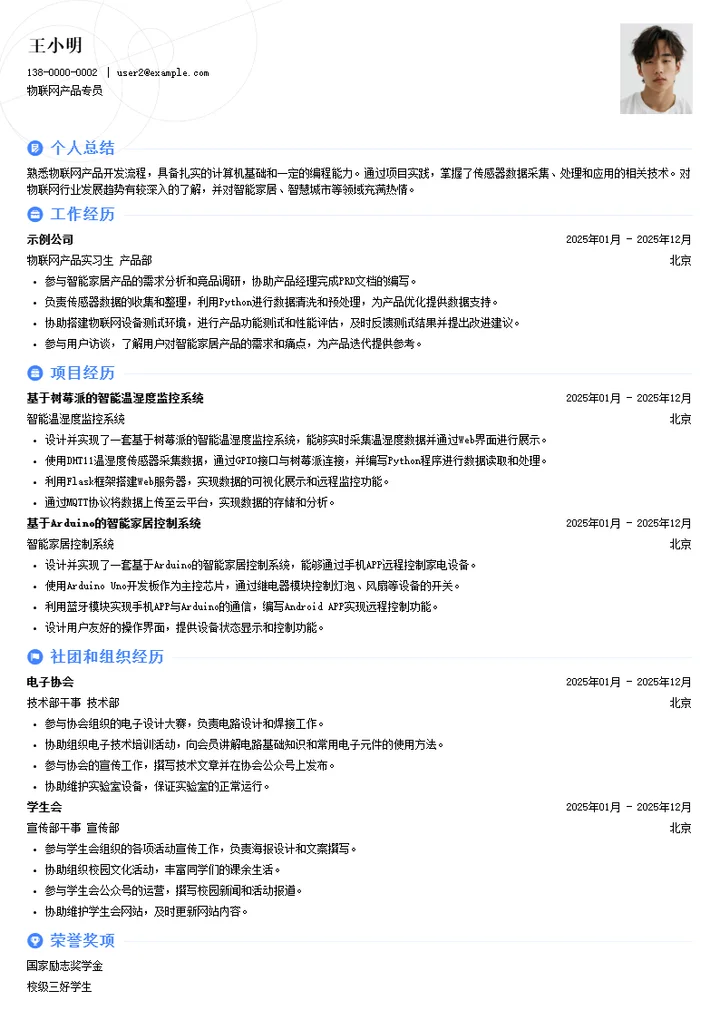 王小明
138-0000-0002 | user2@example.com
物联网产品专员
个人总结
熟悉物联网产品开发流程，具备扎实的计算机基础和一定的编程能力。通过项目实践，掌握了传感器数据采集、处理和应用的相关技术。对
物联网行业发展趋势有较深入的了解，并对智能家居、智慧城市等领域充满热情。
工作经历
示例公司 2025年01月 - 2025年12月
物联网产品实习生 产品部 北京
• 参与智能家居产品的需求分析和竞品调研，协助产品经理完成PRD文档的编写。
• 负责传感器数据的收集和整理，利用Python进行数据清洗和预处理，为产品优化提供数据支持。
• 协助搭建物联网设备测试环境，进行产品功能测试和性能评估，及时反馈测试结果并提出改进建议。
• 参与用户访谈，了解用户对智能家居产品的需求和痛点，为产品迭代提供参考。
项目经历
基于树莓派的智能温湿度监控系统 2025年01月 - 2025年12月
智能温湿度监控系统 北京
• 设计并实现了一套基于树莓派的智能温湿度监控系统，能够实时采集温湿度数据并通过Web界面进行展示。
• 使用DHT11温湿度传感器采集数据，通过GPIO接口与树莓派连接，并编写Python程序进行数据读取和处理。
• 利用Flask框架搭建Web服务器，实现数据的可视化展示和远程监控功能。
• 通过MQTT协议将数据上传至云平台，实现数据的存储和分析。
基于Arduino的智能家居控制系统 2025年01月 - 2025年12月
智能家居控制系统 北京
• 设计并实现了一套基于Arduino的智能家居控制系统，能够通过手机APP远程控制家电设备。
• 使用Arduino Uno开发板作为主控芯片，通过继电器模块控制灯泡、风扇等设备的开关。
• 利用蓝牙模块实现手机APP与Arduino的通信，编写Android APP实现远程控制功能。
• 设计用户友好的操作界面，提供设备状态显示和控制功能。
社团和组织经历
电子协会 2025年01月 - 2025年12月
技术部干事 技术部 北京
• 参与协会组织的电子设计大赛，负责电路设计和焊接工作。
• 协助组织电子技术培训活动，向会员讲解电路基础知识和常用电子元件的使用方法。
• 参与协会的宣传工作，撰写技术文章并在协会公众号上发布。
• 协助维护实验室设备，保证实验室的正常运行。
学生会 2025年01月 - 2025年12月
宣传部干事 宣传部 北京
• 参与学生会组织的各项活动宣传工作，负责海报设计和文案撰写。
• 协助组织校园文化活动，丰富同学们的课余生活。
• 参与学生会公众号的运营，撰写校园新闻和活动报道。
• 协助维护学生会网站，及时更新网站内容。
荣誉奖项
国家励志奖学金
校级三好学生